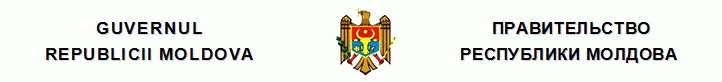 GUVERNUL
REPUBLICII MOLDOVA
ПРАВИТЕЛЬСТВО
РЕСПУБЛИКИ МОЛДОВА